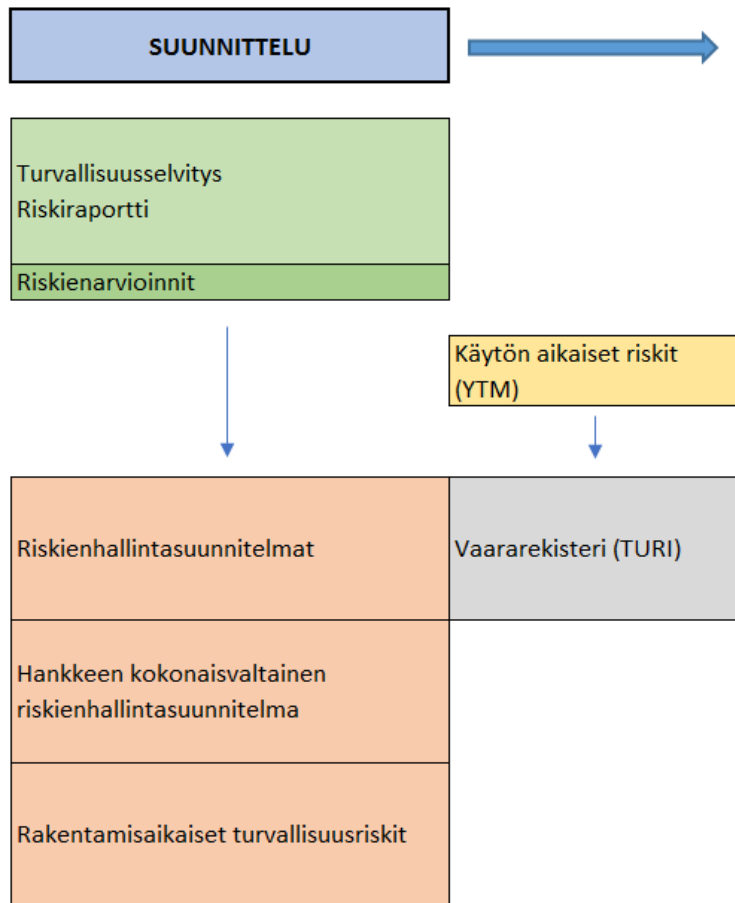 SUUNNITTELU
Turvallisuusselvitys
Riskiraportti
Riskienarvioinnit
Käytön aikaiset riskit
(YTM)
Riskienhallintasuunnitelmat
Vaararekisteri (TURI)
Hankkeen kokonaisvaltainen
riskienhallintasuunnitelma
Rakentamisaikaiset turvallisuusriskit